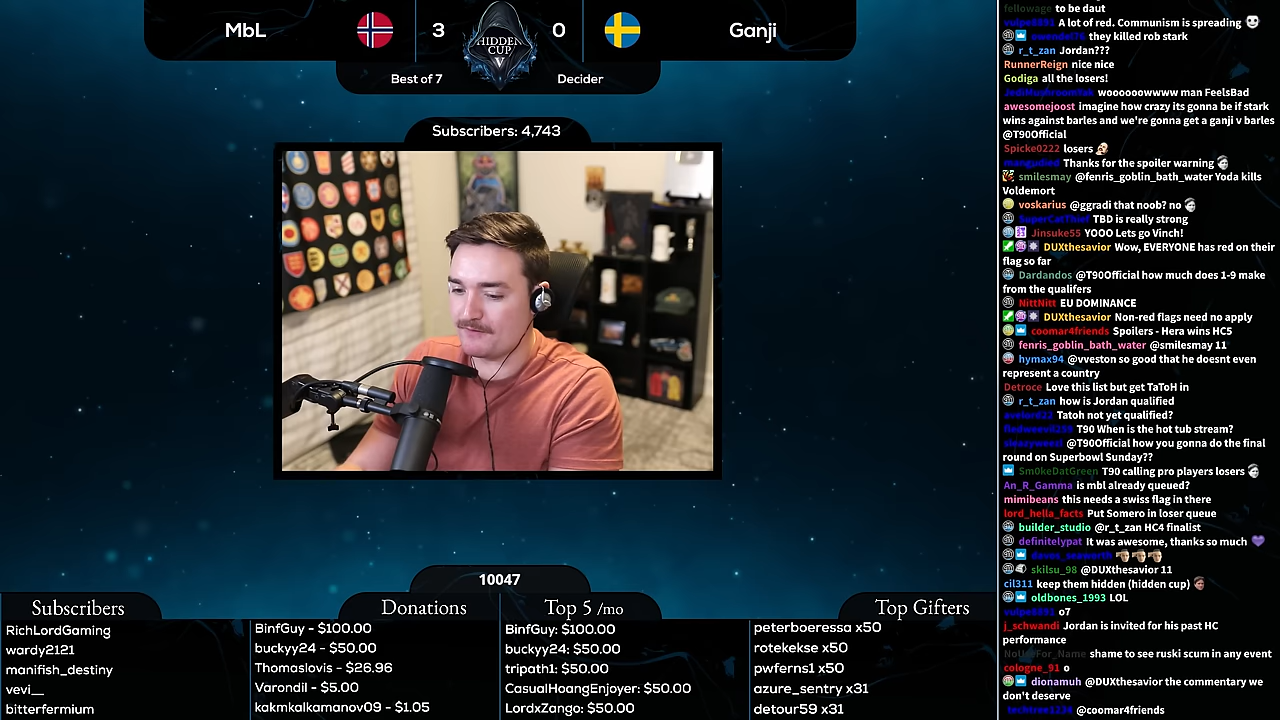 MbL
3
HIDDEN
CUP
V
0
Ganji
Best of 7
Decider
Subscribers: 4,743
10047
Subscribers
RichLordGaming
wardy2121
manifish_destiny
vevi__
bitterfermium
Donations
BinfGuy - $100.00
buckyy24 - $50.00
Thomaslovis - $26.96
Varondil - $5.00
kakmkalkamanov09 - $1.05
Top 5 /mo
BinfGuy: $100.00
buckyy24: $50.00
tripath1: $50.00
CasualHoangEnjoyer: $50.00
LordxZango: $50.00
Top Gifters
peterboeressa x50
rotekekse x50
pwferns1 x50
azure_sentry x31
detour59 x31
fellowage to be daut
vulpe8891 A lot of red. Communism is spreading
owendel76 they killed rob stark
r_t_zan Jordan???
RunnerReign nice nice
Godiga all the losers!
JediMushroomYak woooooowwww man FeelsBad
awesomejoost imagine how crazy its gonna be if stark
wins against barles and we're gonna get a ganji v barles
@T90Official
Spicke0222 losers
mangudied Thanks for the spoiler warning
smilesmay @fenris_goblin_bath_water Yoda kills
Voldemort
voskarius @ggradi that noob? no
SuperCatThief TBD is really strong
Jinsuke55 YOOO Lets go Vinch!
DUXthesavior Wow, EVERYONE has red on their
flag so far
Dardandos @T90Official how much does 1-9 make
from the qualifers
NittNitt EU DOMINANCE
DUXthesavior Non-red flags need no apply
coomar4friends Spoilers - Hera wins HC5
fenris_goblin_bath_water @smilesmay 11
hymax94 @vveston so good that he doesnt even
represent a country
Detroce Love this list but get TaToH in
r_t_zan how is Jordan qualified
Tatoh not yet qualified?
T90 When is the hot tub stream?
@T90Official how you gonna do the final
round on Superbowl Sunday??
Sm0keDatGreen T90 calling pro players losers
An_R_Gamma is mbl already queued?
mimibeans this needs a swiss flag in there
lord_hella_facts Put Somero in loser queue
builder_studio @r_t_zan HC4 finalist
definitelypat It was awesome, thanks so much
davos_seaworth
skilsu_98 @DUXthesavior 11
cil311 keep them hidden (hidden cup)
oldbones_1993 LOL
vulpe8891 o7
j_schwandi Jordan is invited for his past HC
performance
NoUseFor_Name shame to see ruski scum in any event
cologne_91 o
dionamuh @DUXthesavior the commentary we
don't deserve
techtree1236 @coomar4friends